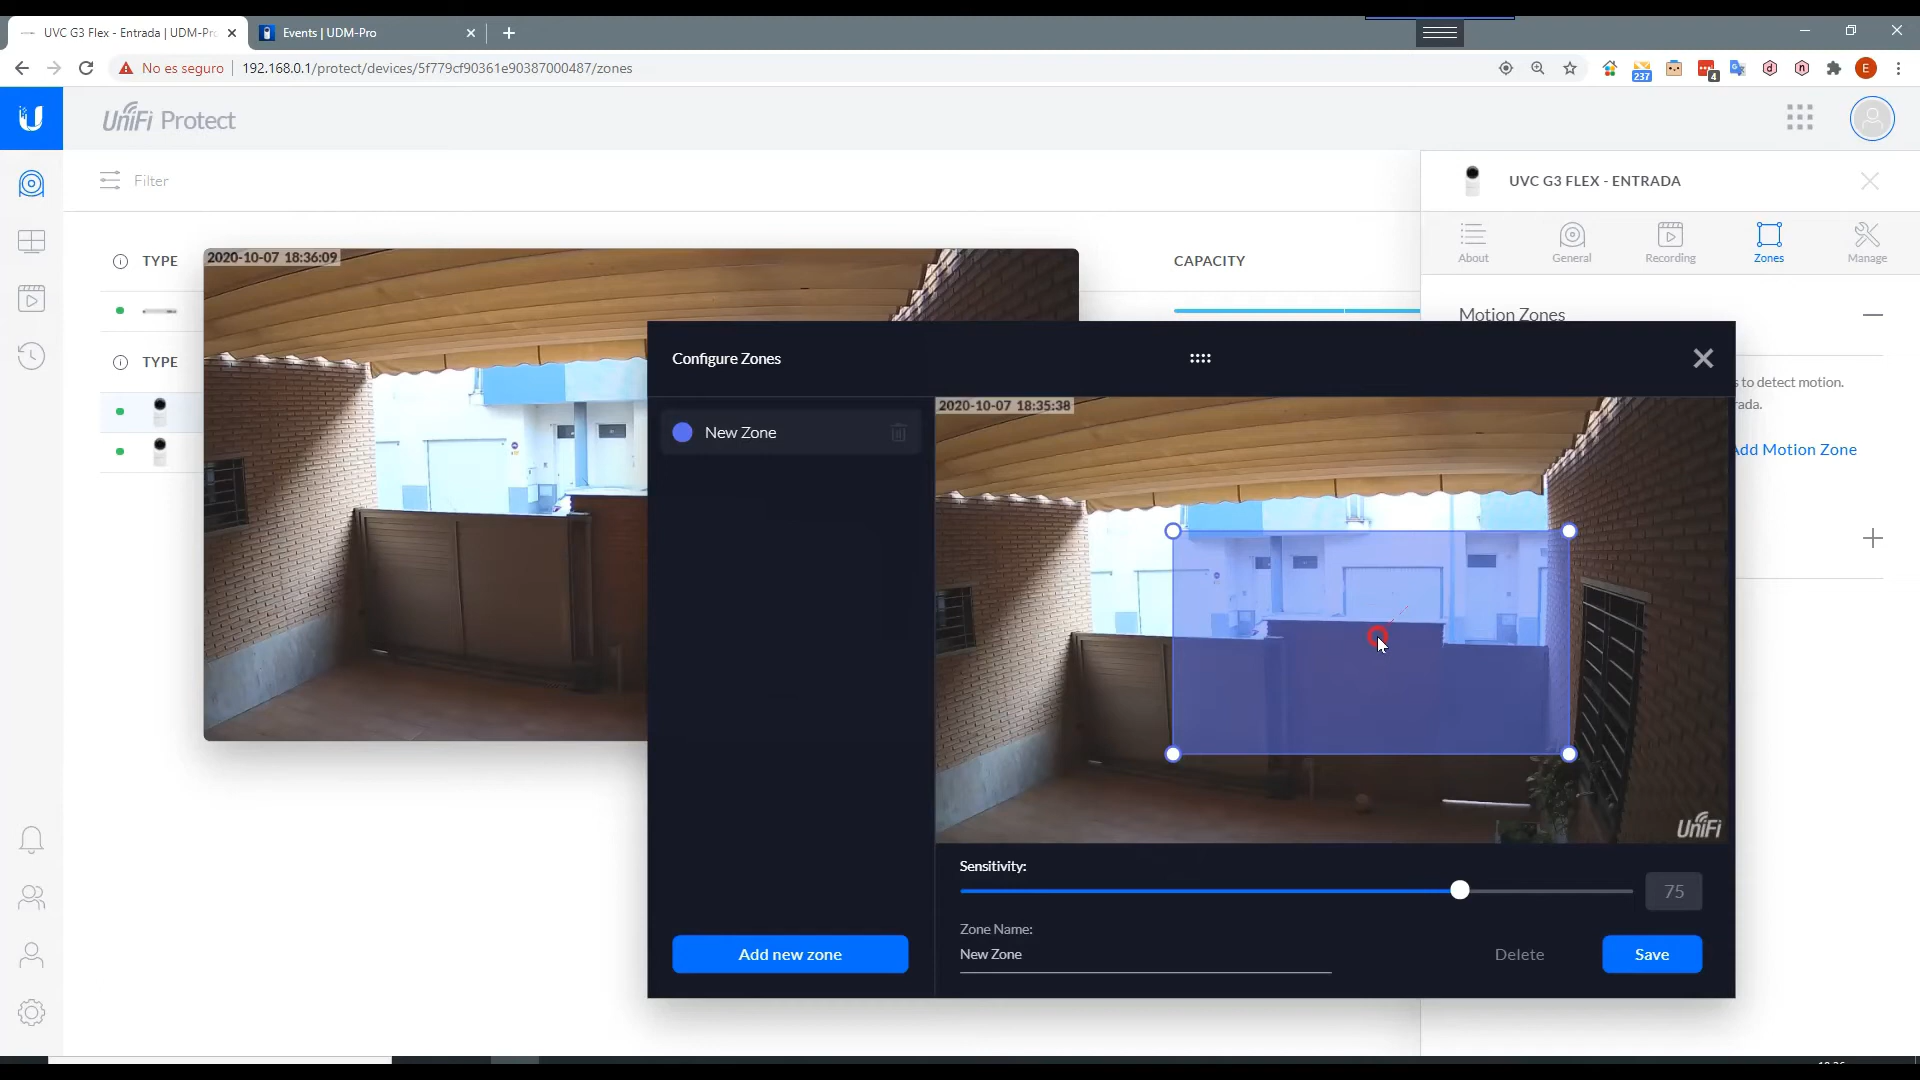 UVC G3 Flex - Entrada | UDM-Pr
Events | UDM-Pro
No es seguro
192.168.0.1/protect/devices/5f779cf90361e90387000487/zones
237
4
E
UniFi Protect
Filter
UVC G3 FLEX - ENTRADA
About
General
Recording
Zones
Manage
TYPE
CAPACITY
2020-10-07 18:36:09
Motion Zones
TYPE
Configure Zones
s to detect motion.
rada.
2020-10-07 18:35:38
New Zone
Add Motion Zone
UniFi
Sensitivity:
75
Zone Name:
New Zone
Add new zone
Delete
Save